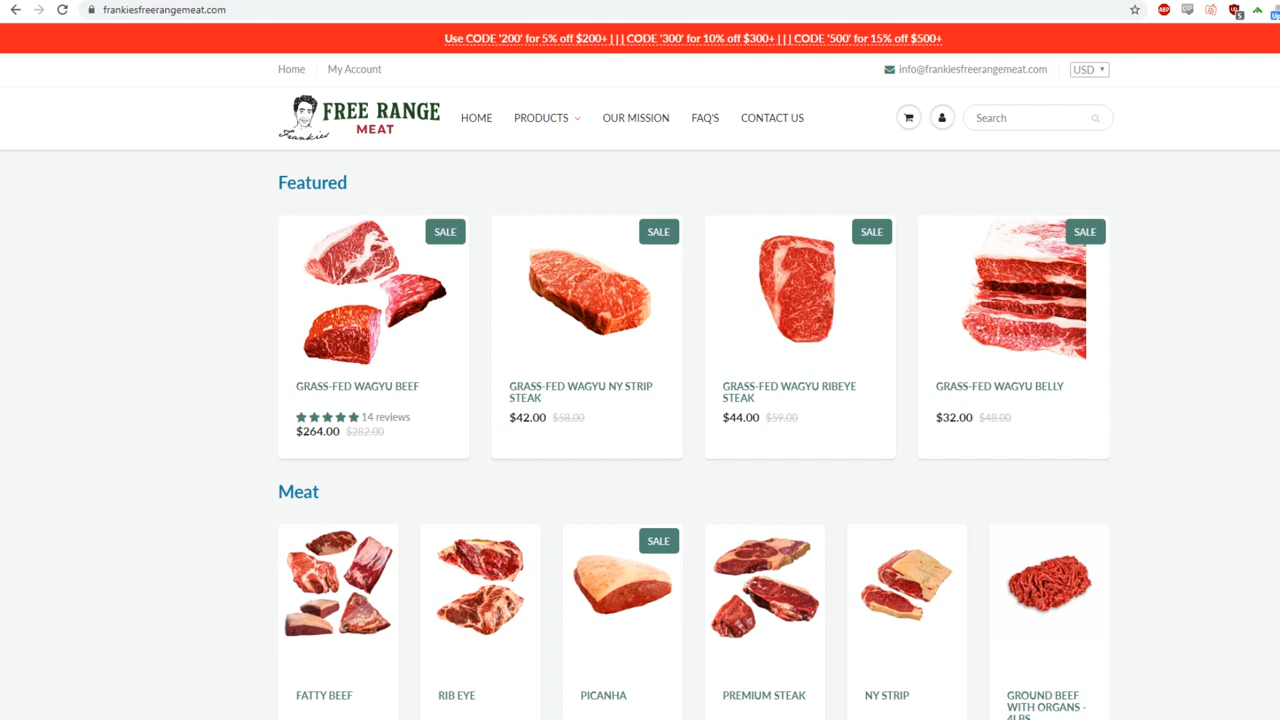 frankiesfreerangemeat.com
Use CODE '200' for 5% off $200+ | | | CODE '300' for 10% off $300+ | | | CODE '500' for 15% off $500+
Home
My Account
info@frankiesfreerangemeat.com
USD
FREE RANGE
MEAT
Frankies
HOME
PRODUCTS
OUR MISSION
FAQ'S
CONTACT US
Search
Featured
SALE
SALE
SALE
SALE
GRASS-FED WAGYU BEEF
14 reviews
$264.00 $282.00
GRASS-FED WAGYU NY STRIP
STEAK
$42.00 $58.00
GRASS-FED WAGYU RIBEYE
STEAK
$44.00 $59.00
GRASS-FED WAGYU BELLY
$32.00 $48.00
Meat
SALE
FATTY BEEF
RIB EYE
PICANHA
PREMIUM STEAK
NY STRIP
GROUND BEEF
WITH ORGANS -
4LBS